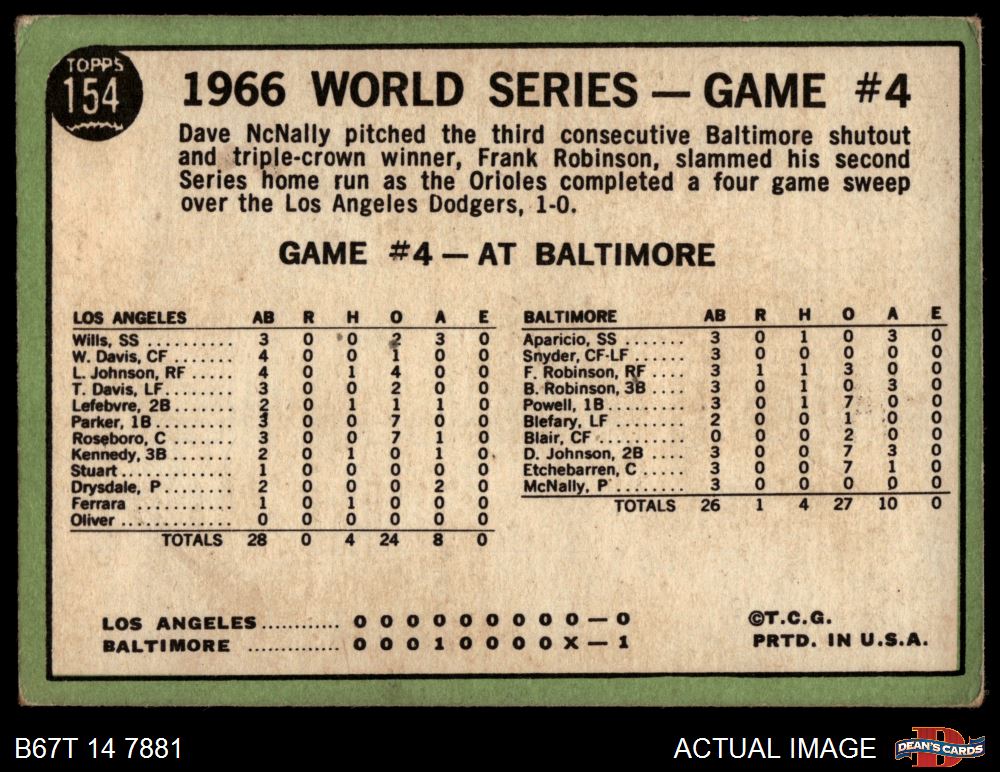 TOPPS
154
1966 WORLD SERIES — GAME #4
Dave NcNally pitched the third consecutive Baltimore shutout
and triple-crown winner, Frank Robinson, slammed his second
Series home run as the Orioles completed a four game sweep
over the Los Angeles Dodgers, 1-0.
GAME #4 — AT BALTIMORE
LOS ANGELES AB R H O A E
Wills, SS .......... 3 0 0 2 3 0
W. Davis, CF ....... 4 0 0 1 0 0
L. Johnson, RF ..... 4 0 1 4 0 0
T. Davis, LF........ 3 0 0 2 0 0
Lefebvre, 2B....... 2 0 1 1 1 0
Parker, 1B......... 3 0 0 7 0 0
Roseboro, C ....... 3 0 0 7 1 0
Kennedy, 3B ....... 2 0 1 0 1 0
Stuart ............. 1 0 0 0 0 0
Drysdale, P........ 2 0 0 0 2 0
Ferrara ........... 1 0 1 0 0 0
Oliver ............. 0 0 0 0 0 0
TOTALS 28 0 4 24 8 0
BALTIMORE AB R H O A E
Aparicio, SS ....... 3 0 1 0 3 0
Snyder, CF-LF ...... 3 0 0 0 0 0
F. Robinson, RF .... 3 1 1 3 0 0
B. Robinson, 3B .... 3 0 1 0 3 0
Powell, 1B......... 3 0 1 7 0 0
Blefary, LF ........ 2 0 0 1 0 0
Blair, CF .......... 0 0 0 2 0 0
D. Johnson, 2B .... 3 0 0 7 3 0
Etchebarren, C ..... 3 0 0 7 1 0
McNally, P ........ 3 0 0 0 0 0
TOTALS 26 1 4 27 10 0
LOS ANGELES ............ 0 0 0 0 0 0 0 0 0 — 0
BALTIMORE .............. 0 0 0 1 0 0 0 0 X — 1
©T.C.G.
PRTD. IN U.S.A.
B67T 14 7881
ACTUAL IMAGE
DEAN'S CARDS